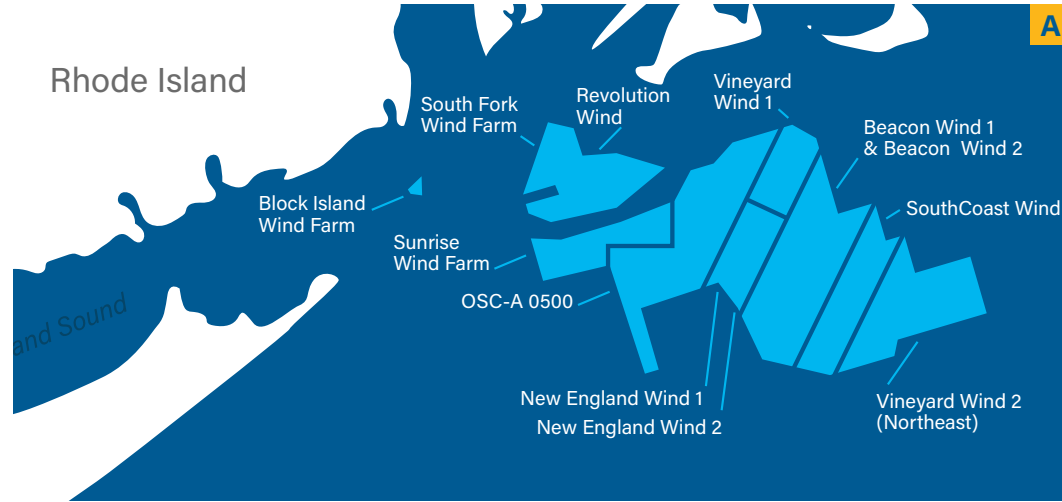 A
Rhode Island
Vineyard
Wind 1
South Fork
Wind Farm
Revolution
Wind
Beacon Wind 1
& Beacon Wind 2
Block Island
Wind Farm
SouthCoast Wind
Sunrise
Wind Farm
OSC-A 0500
and Sound
New England Wind 1
New England Wind 2
Vineyard Wind 2
(Northeast)